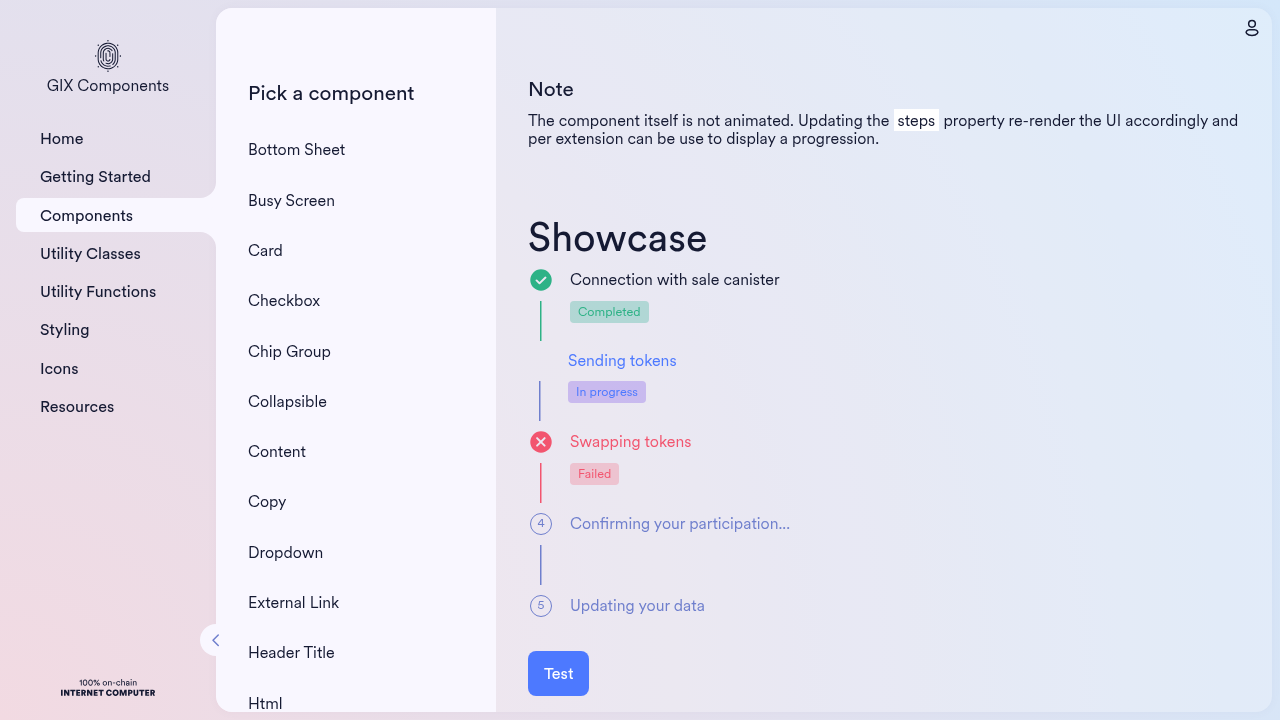 GIX Components
Home
Getting Started
Components
Utility Classes
Utility Functions
Styling
Icons
Resources
100% on-chain
INTERNET COMPUTER
Pick a component
Bottom Sheet
Busy Screen
Card
Checkbox
Chip Group
Collapsible
Content
Copy
Dropdown
External Link
Header Title
Html
Note
The component itself is not animated. Updating the steps property re-render the UI accordingly and
per extension can be use to display a progression.
Showcase
Connection with sale canister
Completed
Sending tokens
In progress
Swapping tokens
Failed
4 Confirming your participation...
5 Updating your data
Test